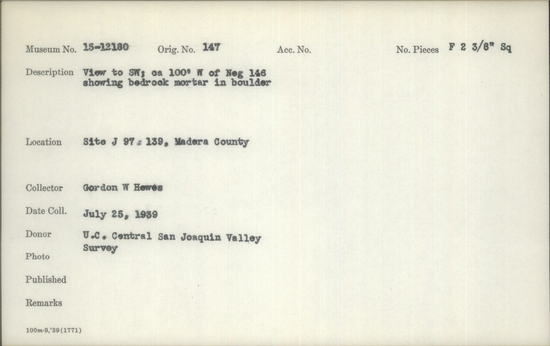 Museum No. 15-12180 Orig. No. 147 Acc. No. No. Pieces F 2 3/8" Sq
Description View to SW; ca 100' W of Neg 146
showing bedrock mortar in boulder
Location Site J 97 = 139, Madera County
Collector Gordon W Hewes
Date Coll. July 25, 1939
Donor U.C. Central San Joaquin Valley
Survey
Photo
Published
Remarks
100m-8,'39(1771)